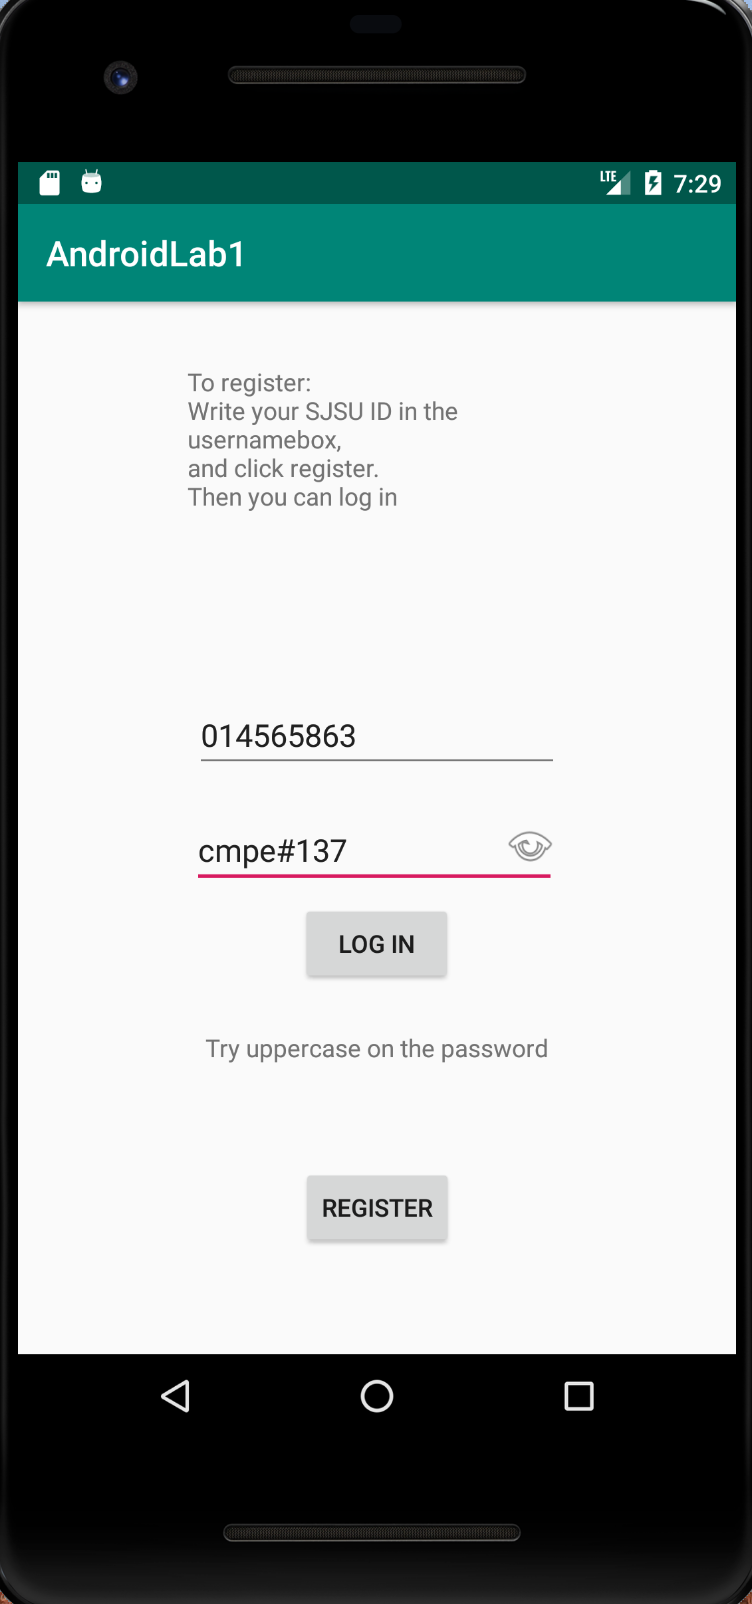 LTE 7:29
AndroidLab1
To register:
Write your SJSU ID in the
usernamebox,
and click register.
Then you can log in
014565863
cmpe#137
LOG IN
Try uppercase on the password
REGISTER